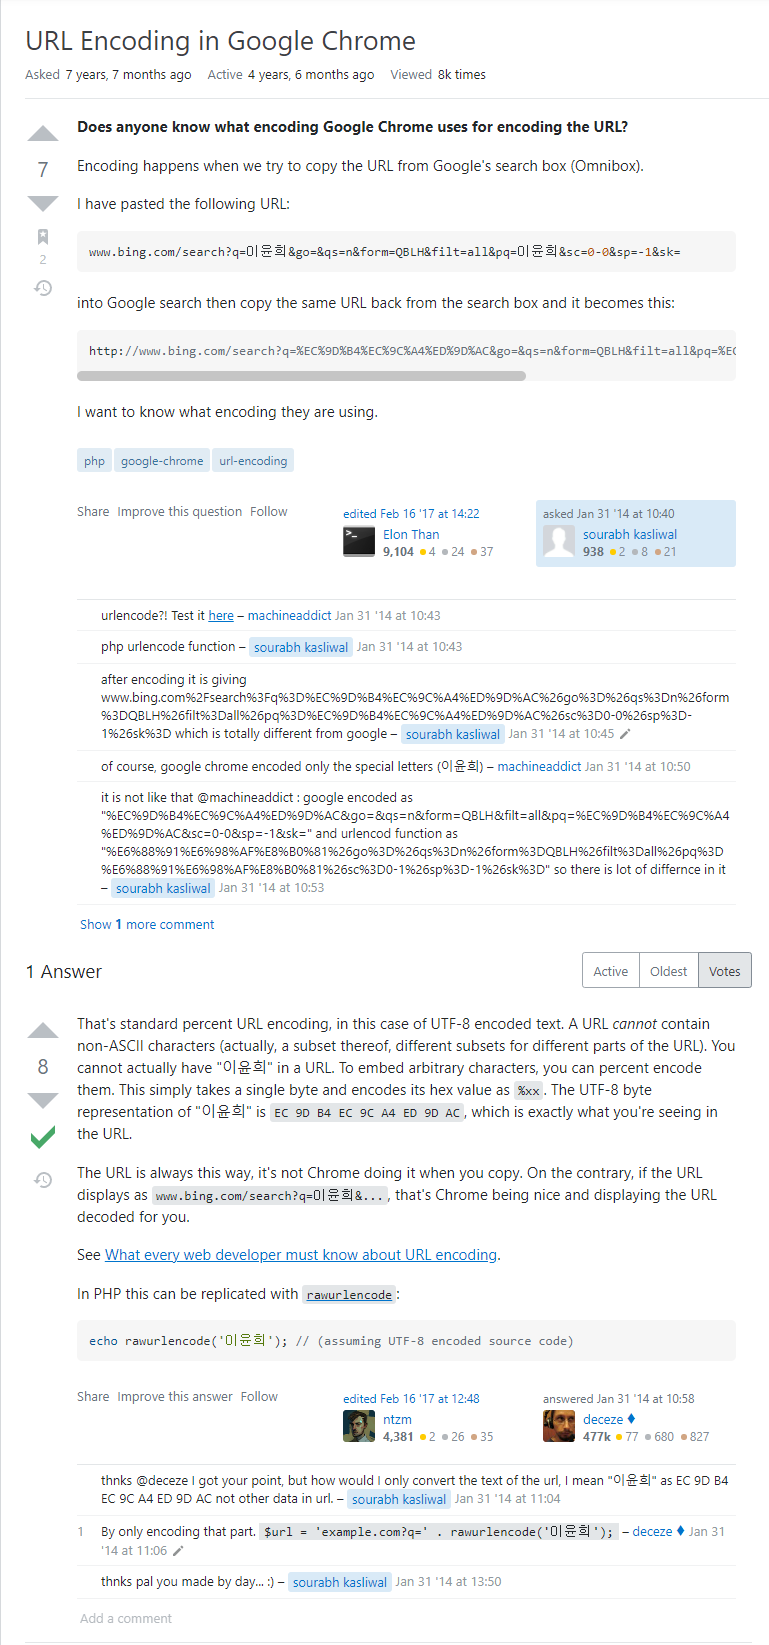 URL Encoding in Google Chrome
Asked 7 years, 7 months ago Active 4 years, 6 months ago Viewed 8k times
Does anyone know what encoding Google Chrome uses for encoding the URL?
7
Encoding happens when we try to copy the URL from Google's search box (Omnibox).
I have pasted the following URL:
2
www.bing.com/search?q=이윤희&go=&qs=n&form=QBLH&filt=all&pq=이윤희&sc=0-0&sp=-1&sk=
into Google search then copy the same URL back from the search box and it becomes this:
http://www.bing.com/search?q=%EC%9D%B4%EC%9C%A4%ED%9D%AC&go=&qs=n&form=QBLH&filt=all&pq=%EC
I want to know what encoding they are using.
php google-chrome url-encoding
Share Improve this question Follow
edited Feb 16 '17 at 14:22
Elon Than
9,104 4 24 37
asked Jan 31 '14 at 10:40
sourabh kasliwal
938 2 8 21
urlencode?! Test it here – machineaddict Jan 31 '14 at 10:43
php urlencode function – sourabh kasliwal Jan 31 '14 at 10:43
after encoding it is giving
www.bing.com%2Fsearch%3Fq%3D%EC%9D%B4%EC%9C%A4%ED%9D%AC%26go%3D%26qs%3Dn%26form
%3DQBLH%26filt%3Dall%26pq%3D%EC%9D%B4%EC%9C%A4%ED%9D%AC%26sc%3D0-0%26sp%3D-
1%26sk%3D which is totally different from google – sourabh kasliwal Jan 31 '14 at 10:45
of course, google chrome encoded only the special letters (이윤희) – machineaddict Jan 31 '14 at 10:50
it is not like that @machineaddict : google encoded as
"%EC%9D%B4%EC%9C%A4%ED%9D%AC&go=&qs=n&form=QBLH&filt=all&pq=%EC%9D%B4%EC%9C%A4
%ED%9D%AC&sc=0-0&sp=-1&sk=" and urlencod function as
"%E6%88%91%E6%98%AF%E8%B0%81%26go%3D%26qs%3Dn%26form%3DQBLH%26filt%3Dall%26pq%3D
%E6%88%91%E6%98%AF%E8%B0%81%26sc%3D0-1%26sp%3D-1%26sk%3D" so there is lot of differnce in it
– sourabh kasliwal Jan 31 '14 at 10:53
Show 1 more comment
1 Answer
Active Oldest Votes
That's standard percent URL encoding, in this case of UTF-8 encoded text. A URL cannot contain
non-ASCII characters (actually, a subset thereof, different subsets for different parts of the URL). You
8
cannot actually have "이윤희" in a URL. To embed arbitrary characters, you can percent encode
them. This simply takes a single byte and encodes its hex value as %xx. The UTF-8 byte
representation of "이윤희" is EC 9D B4 EC 9C A4 ED 9D AC, which is exactly what you're seeing in
the URL.
The URL is always this way, it's not Chrome doing it when you copy. On the contrary, if the URL
displays as www.bing.com/search?q=이윤희&..., that's Chrome being nice and displaying the URL
decoded for you.
See What every web developer must know about URL encoding.
In PHP this can be replicated with rawurlencode:
echo rawurlencode('이윤희'); // (assuming UTF-8 encoded source code)
Share Improve this answer Follow
edited Feb 16 '17 at 12:48
ntzm
4,381 2 26 35
answered Jan 31 '14 at 10:58
deceze ♦
477k 77 680 827
thnks @deceze I got your point, but how would I only convert the text of the url, I mean "이윤희" as EC 9D B4
EC 9C A4 ED 9D AC not other data in url. – sourabh kasliwal Jan 31 '14 at 11:04
1 By only encoding that part. $url = 'example.com?q=' . rawurlencode('이윤희'); – deceze ♦ Jan 31
'14 at 11:06
thnks pal you made by day... :) – sourabh kasliwal Jan 31 '14 at 13:50
Add a comment